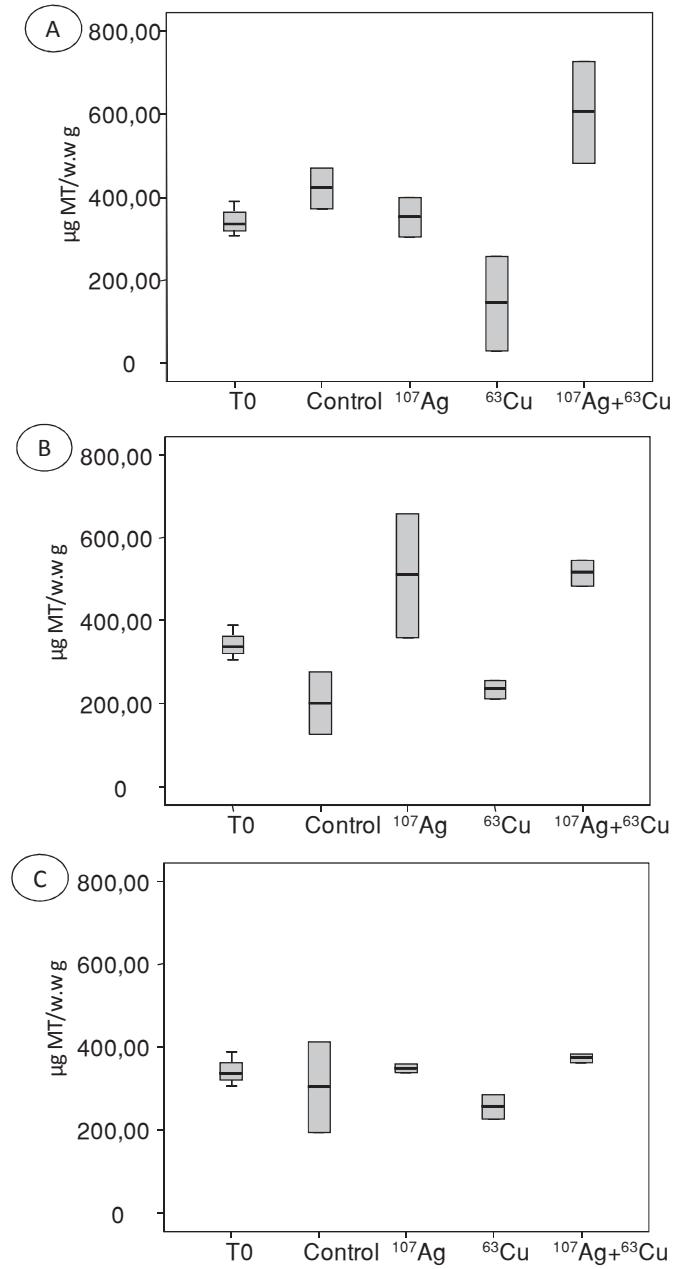 A
800,00
600,00
400,00
200,00
0
µg MT/w.w g
T0 Control ¹⁰⁷Ag ⁶³Cu ¹⁰⁷Ag+⁶³Cu
B
800,00
600,00
400,00
200,00
0
µg MT/w.w g
T0 Control ¹⁰⁷Ag ⁶³Cu ¹⁰⁷Ag+⁶³Cu
C
800,00
600,00
400,00
200,00
0
µg MT/w.w g
T0 Control ¹⁰⁷Ag ⁶³Cu ¹⁰⁷Ag+⁶³Cu